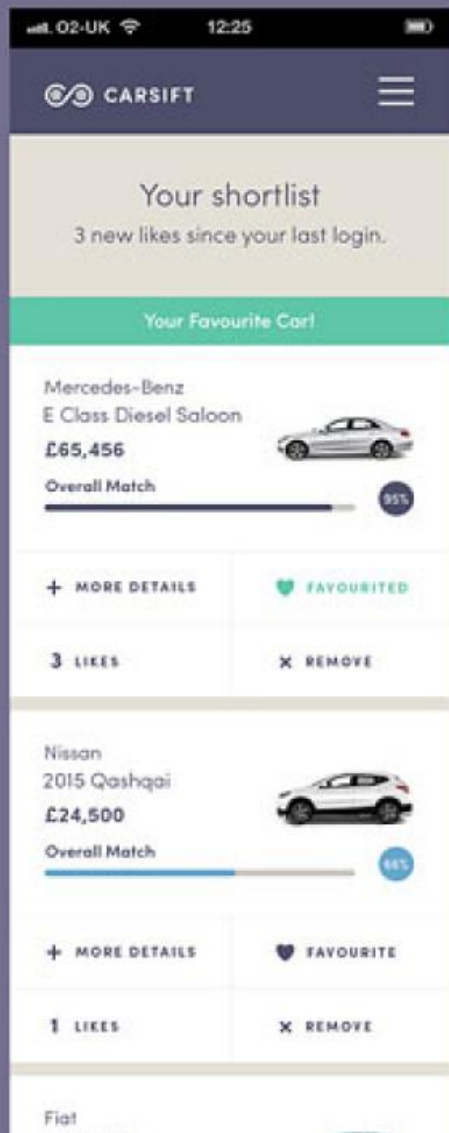 O2-UK 12:25
CARSIFT
Your shortlist
3 new likes since your last login.
Your Favourite Car!
Mercedes-Benz
E Class Diesel Saloon
£65,456
Overall Match
95%
+ MORE DETAILS FAVOURITED
3 LIKES × REMOVE
Nissan
2015 Qashqai
£24,500
Overall Match
66%
+ MORE DETAILS FAVOURITE
1 LIKES × REMOVE
Fiat